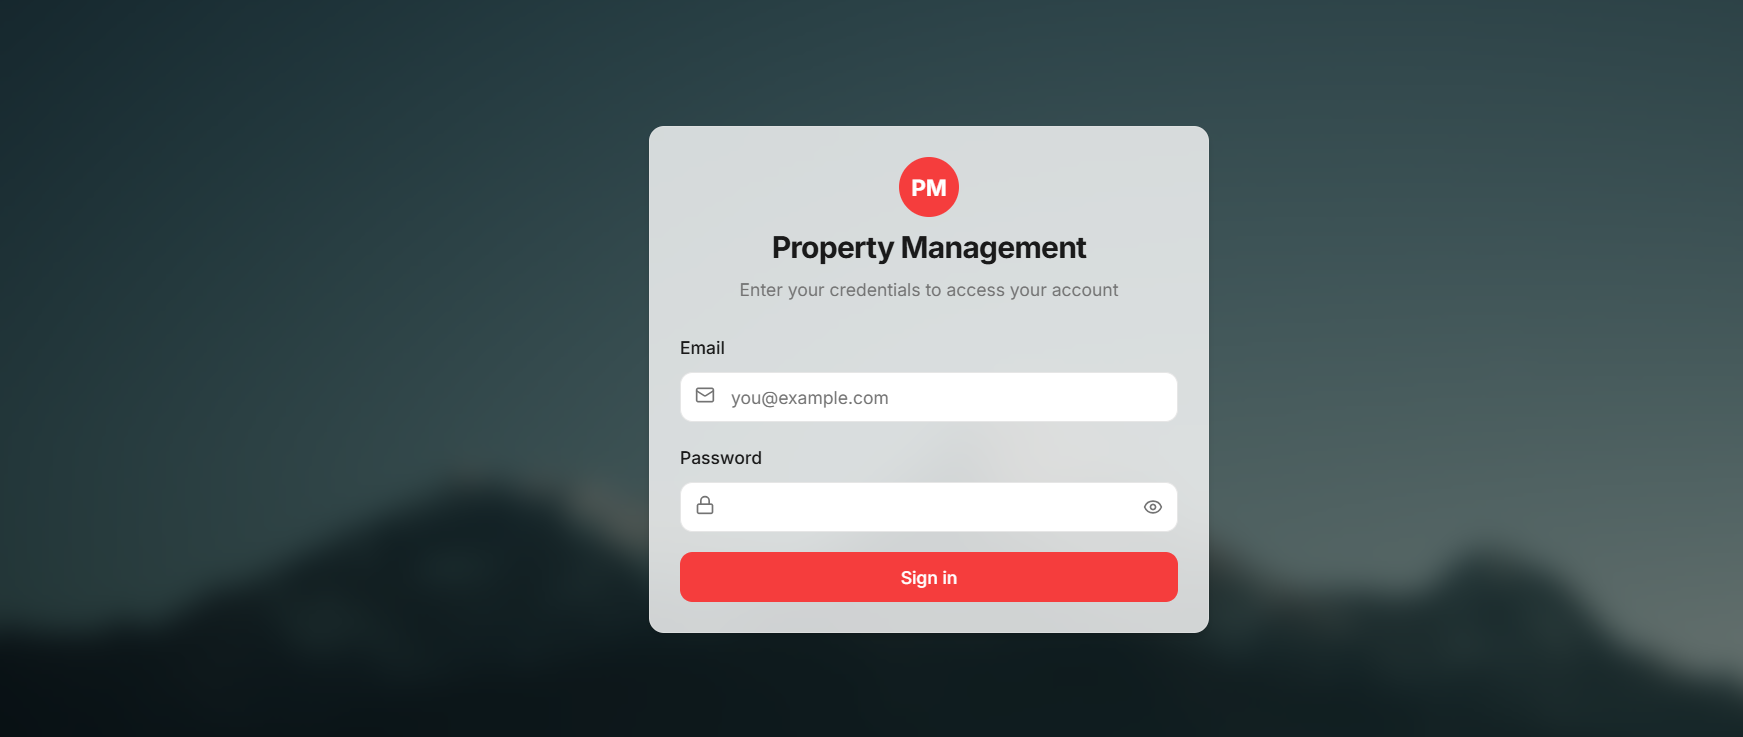 PM
Property Management
Enter your credentials to access your account
Email
you@example.com
Password
Sign in